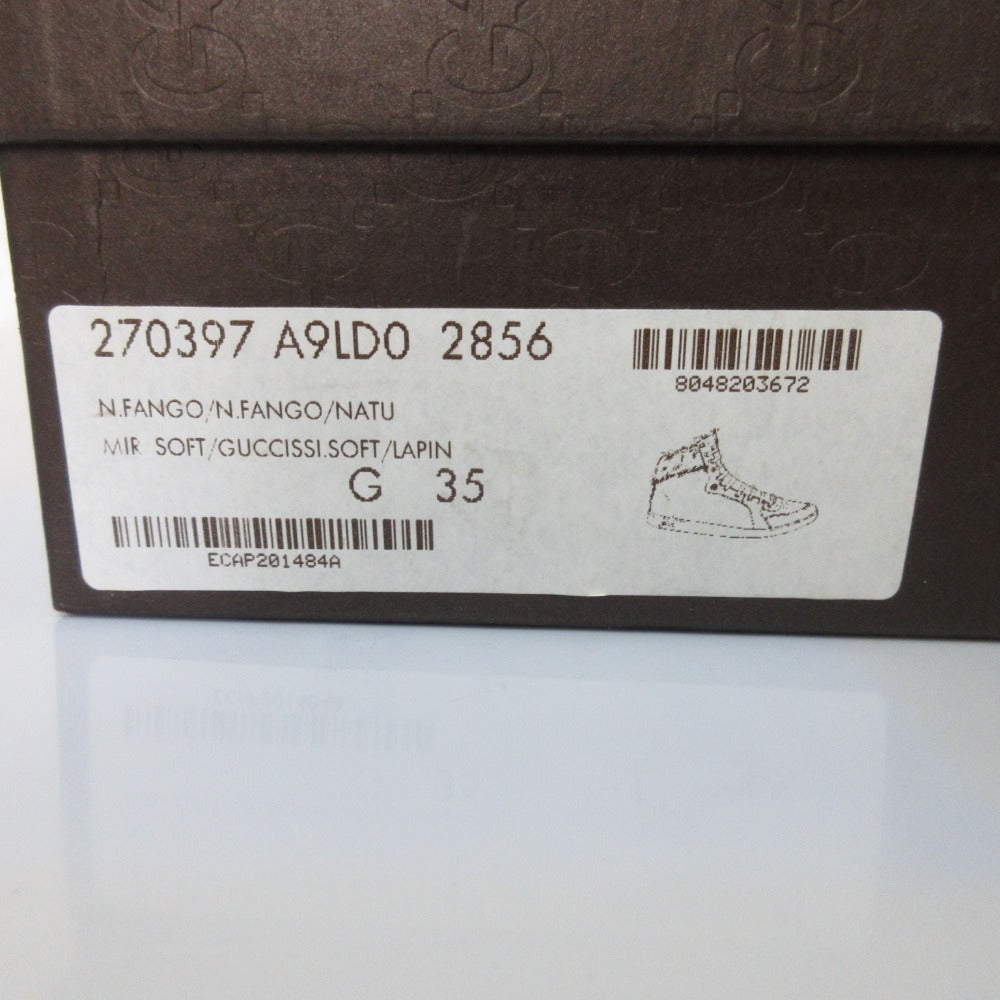 270397 A9LD0 2856
8048203672
N.FANGO/N.FANGO/NATU
MIR SOFT/GUCCISSI.SOFT/LAPIN
G 35
ECAP201484A